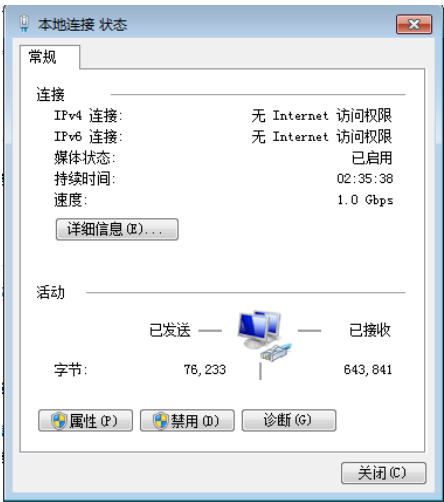 本地连接 状态
常规
连接
IPv4 连接: 无 Internet 访问权限
IPv6 连接: 无 Internet 访问权限
媒体状态: 已启用
持续时间: 02:35:38
速度: 1.0 Gbps
详细信息(E)...
活动
已发送 — — 已接收
字节: 76,233 | 643,841
属性(P) 禁用(D) 诊断(G)
关闭(C)